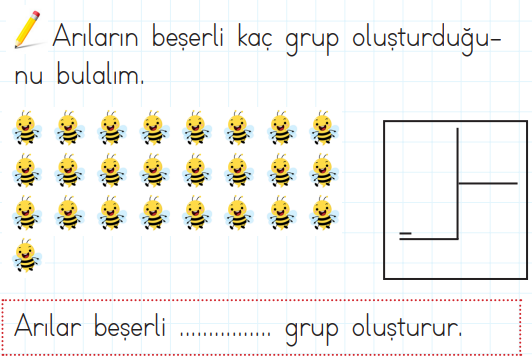 Arıların beşerli kaç grup oluşturduğu-
nu bulalım.
Arılar beşerli ................ grup oluşturur.